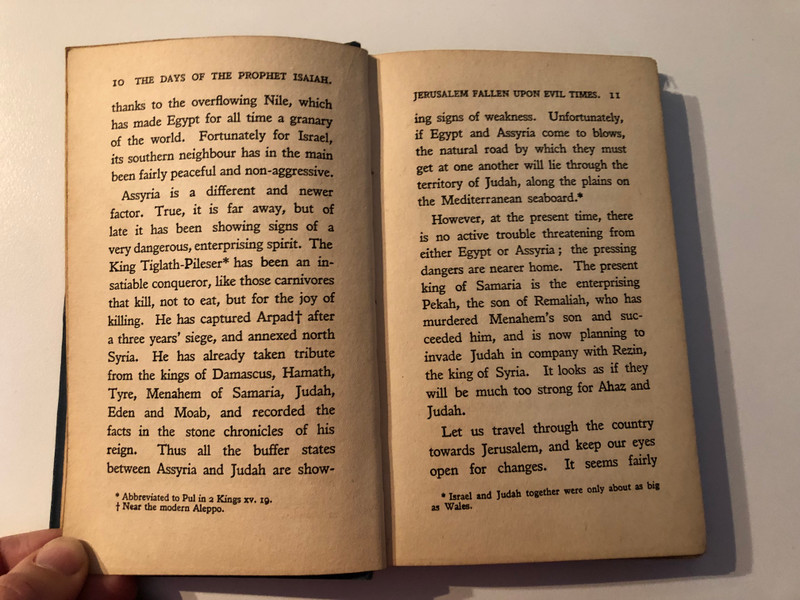 10 THE DAYS OF THE PROPHET ISAIAH.
thanks to the overflowing Nile, which
has made Egypt for all time a granary
of the world. Fortunately for Israel,
its southern neighbour has in the main
been fairly peaceful and non-aggressive.
Assyria is a different and newer
factor. True, it is far away, but of
late it has been showing signs of a
very dangerous, enterprising spirit. The
King Tiglath-Pileser* has been an in-
satiable conqueror, like those carnivores
that kill, not to eat, but for the joy of
killing. He has captured Arpad† after
a three years' siege, and annexed north
Syria. He has already taken tribute
from the kings of Damascus, Hamath,
Tyre, Menahem of Samaria, Judah,
Eden and Moab, and recorded the
facts in the stone chronicles of his
reign. Thus all the buffer states
between Assyria and Judah are show-
* Abbreviated to Pul in 2 Kings xv. 19.
† Near the modern Aleppo.
JERUSALEM FALLEN UPON EVIL TIMES. 11
ing signs of weakness. Unfortunately,
if Egypt and Assyria come to blows,
the natural road by which they must
get at one another will lie through the
territory of Judah, along the plains on
the Mediterranean seaboard.*
However, at the present time, there
is no active trouble threatening from
either Egypt or Assyria; the pressing
dangers are nearer home. The present
king of Samaria is the enterprising
Pekah, the son of Remaliah, who has
murdered Menahem's son and suc-
ceeded him, and is now planning to
invade Judah in company with Rezin,
the king of Syria. It looks as if they
will be much too strong for Ahaz and
Judah.
Let us travel through the country
towards Jerusalem, and keep our eyes
open for changes. It seems fairly
* Israel and Judah together were only about as big
as Wales.